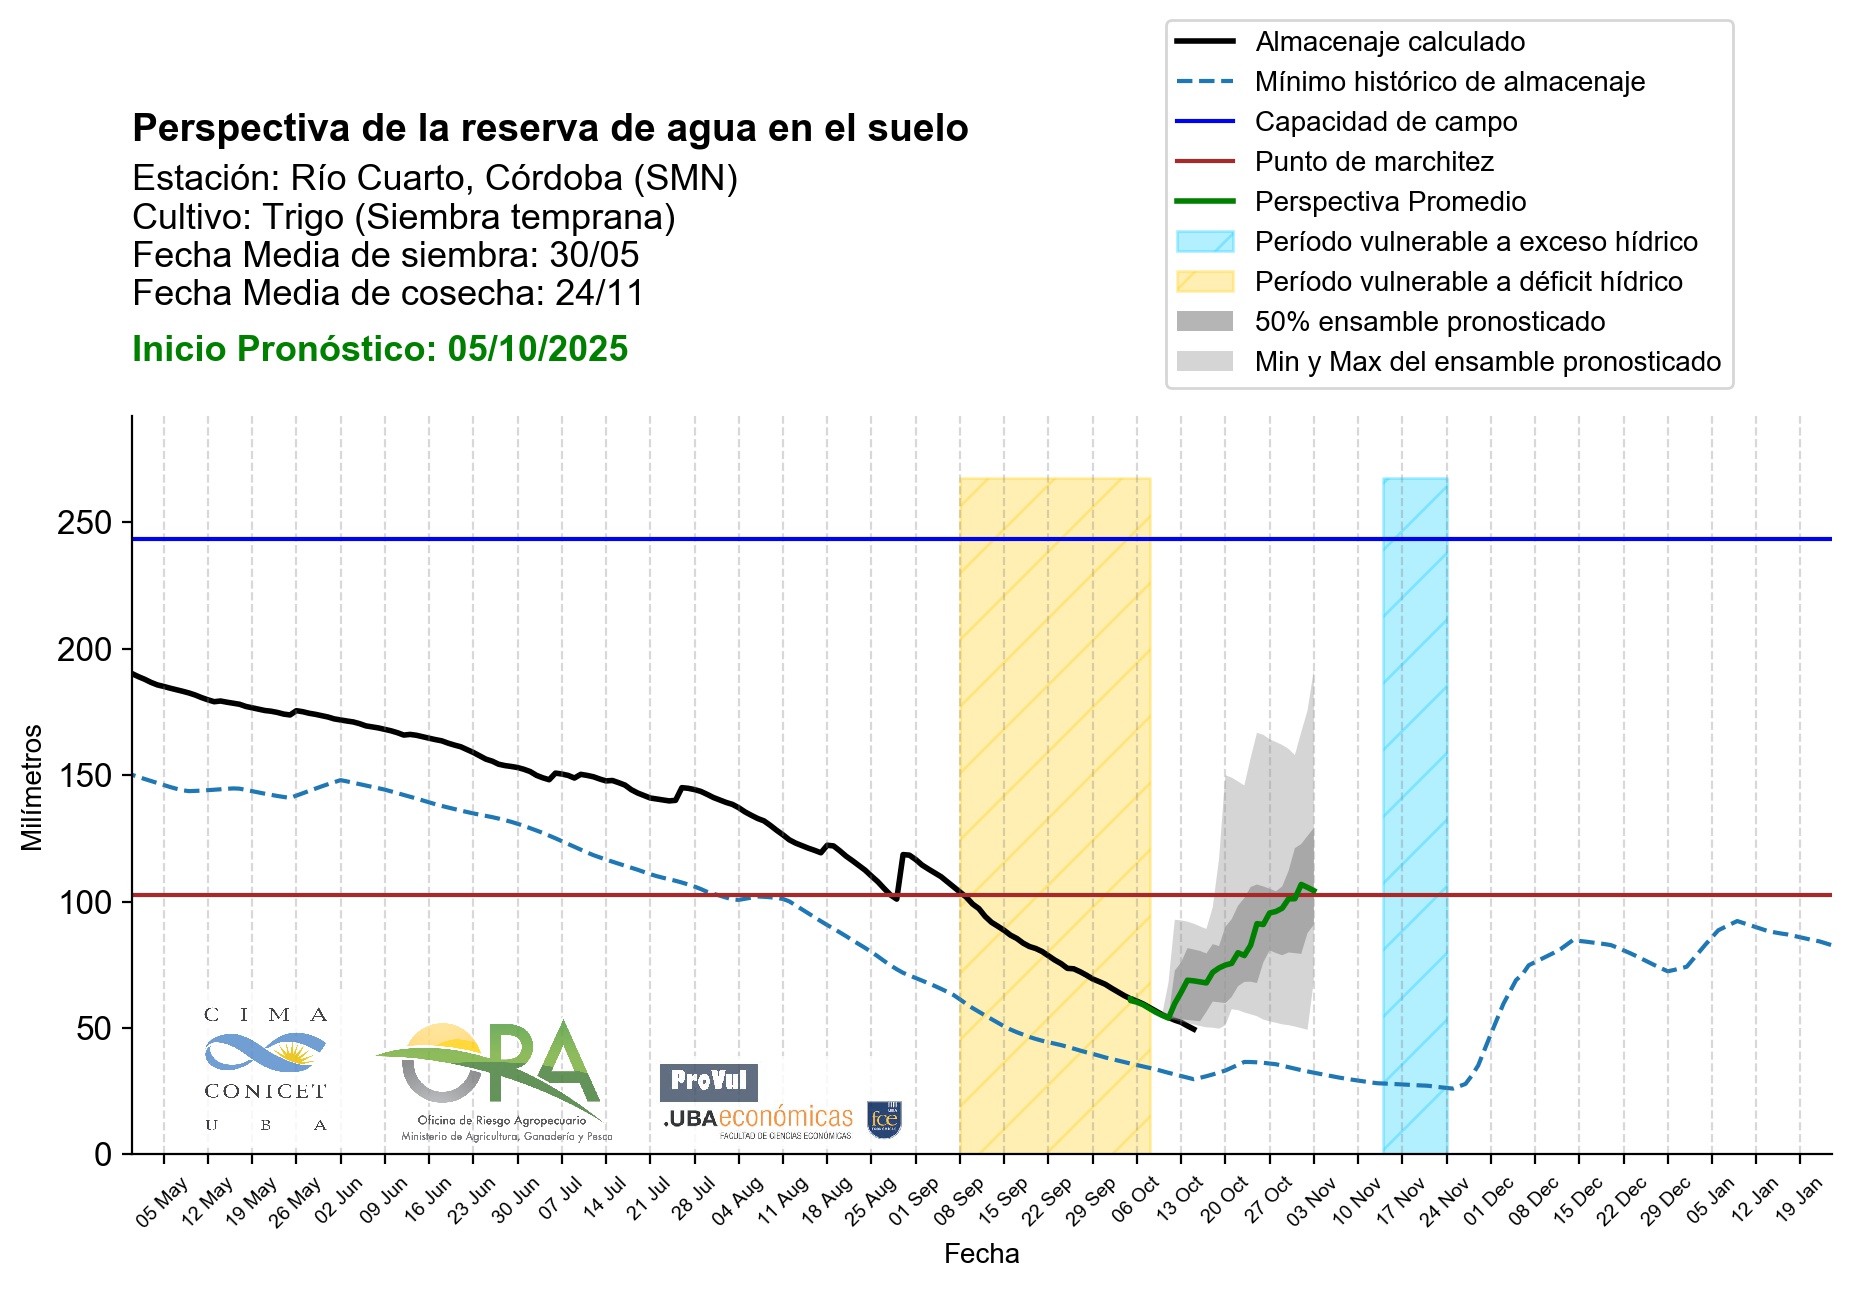 Almacenaje calculado
Mínimo histórico de almacenaje
Capacidad de campo
Punto de marchitez
Perspectiva Promedio
Período vulnerable a exceso hídrico
Período vulnerable a déficit hídrico
50% ensamble pronosticado
Min y Max del ensamble pronosticado
Perspectiva de la reserva de agua en el suelo
Estación: Río Cuarto, Córdoba (SMN)
Cultivo: Trigo (Siembra temprana)
Fecha Media de siembra: 30/05
Fecha Media de cosecha: 24/11
Inicio Pronóstico: 05/10/2025
Milímetros
250
200
150
100
50
0
C I M A
CONICET
U B A
ORA
Oficina de Riesgo Agropecuario
Ministerio de Agricultura, Ganadería y Pesca
ProVul
.UBAeconómicas
FACULTAD DE CIENCIAS ECONÓMICAS
UBA
fce
ECONÓMICAS
05 May
12 May
19 May
26 May
02 Jun
09 Jun
16 Jun
23 Jun
30 Jun
07 Jul
14 Jul
21 Jul
28 Jul
04 Aug
11 Aug
18 Aug
25 Aug
01 Sep
08 Sep
15 Sep
22 Sep
29 Sep
06 Oct
13 Oct
20 Oct
27 Oct
03 Nov
10 Nov
17 Nov
24 Nov
01 Dec
08 Dec
15 Dec
22 Dec
29 Dec
05 Jan
12 Jan
19 Jan
Fecha